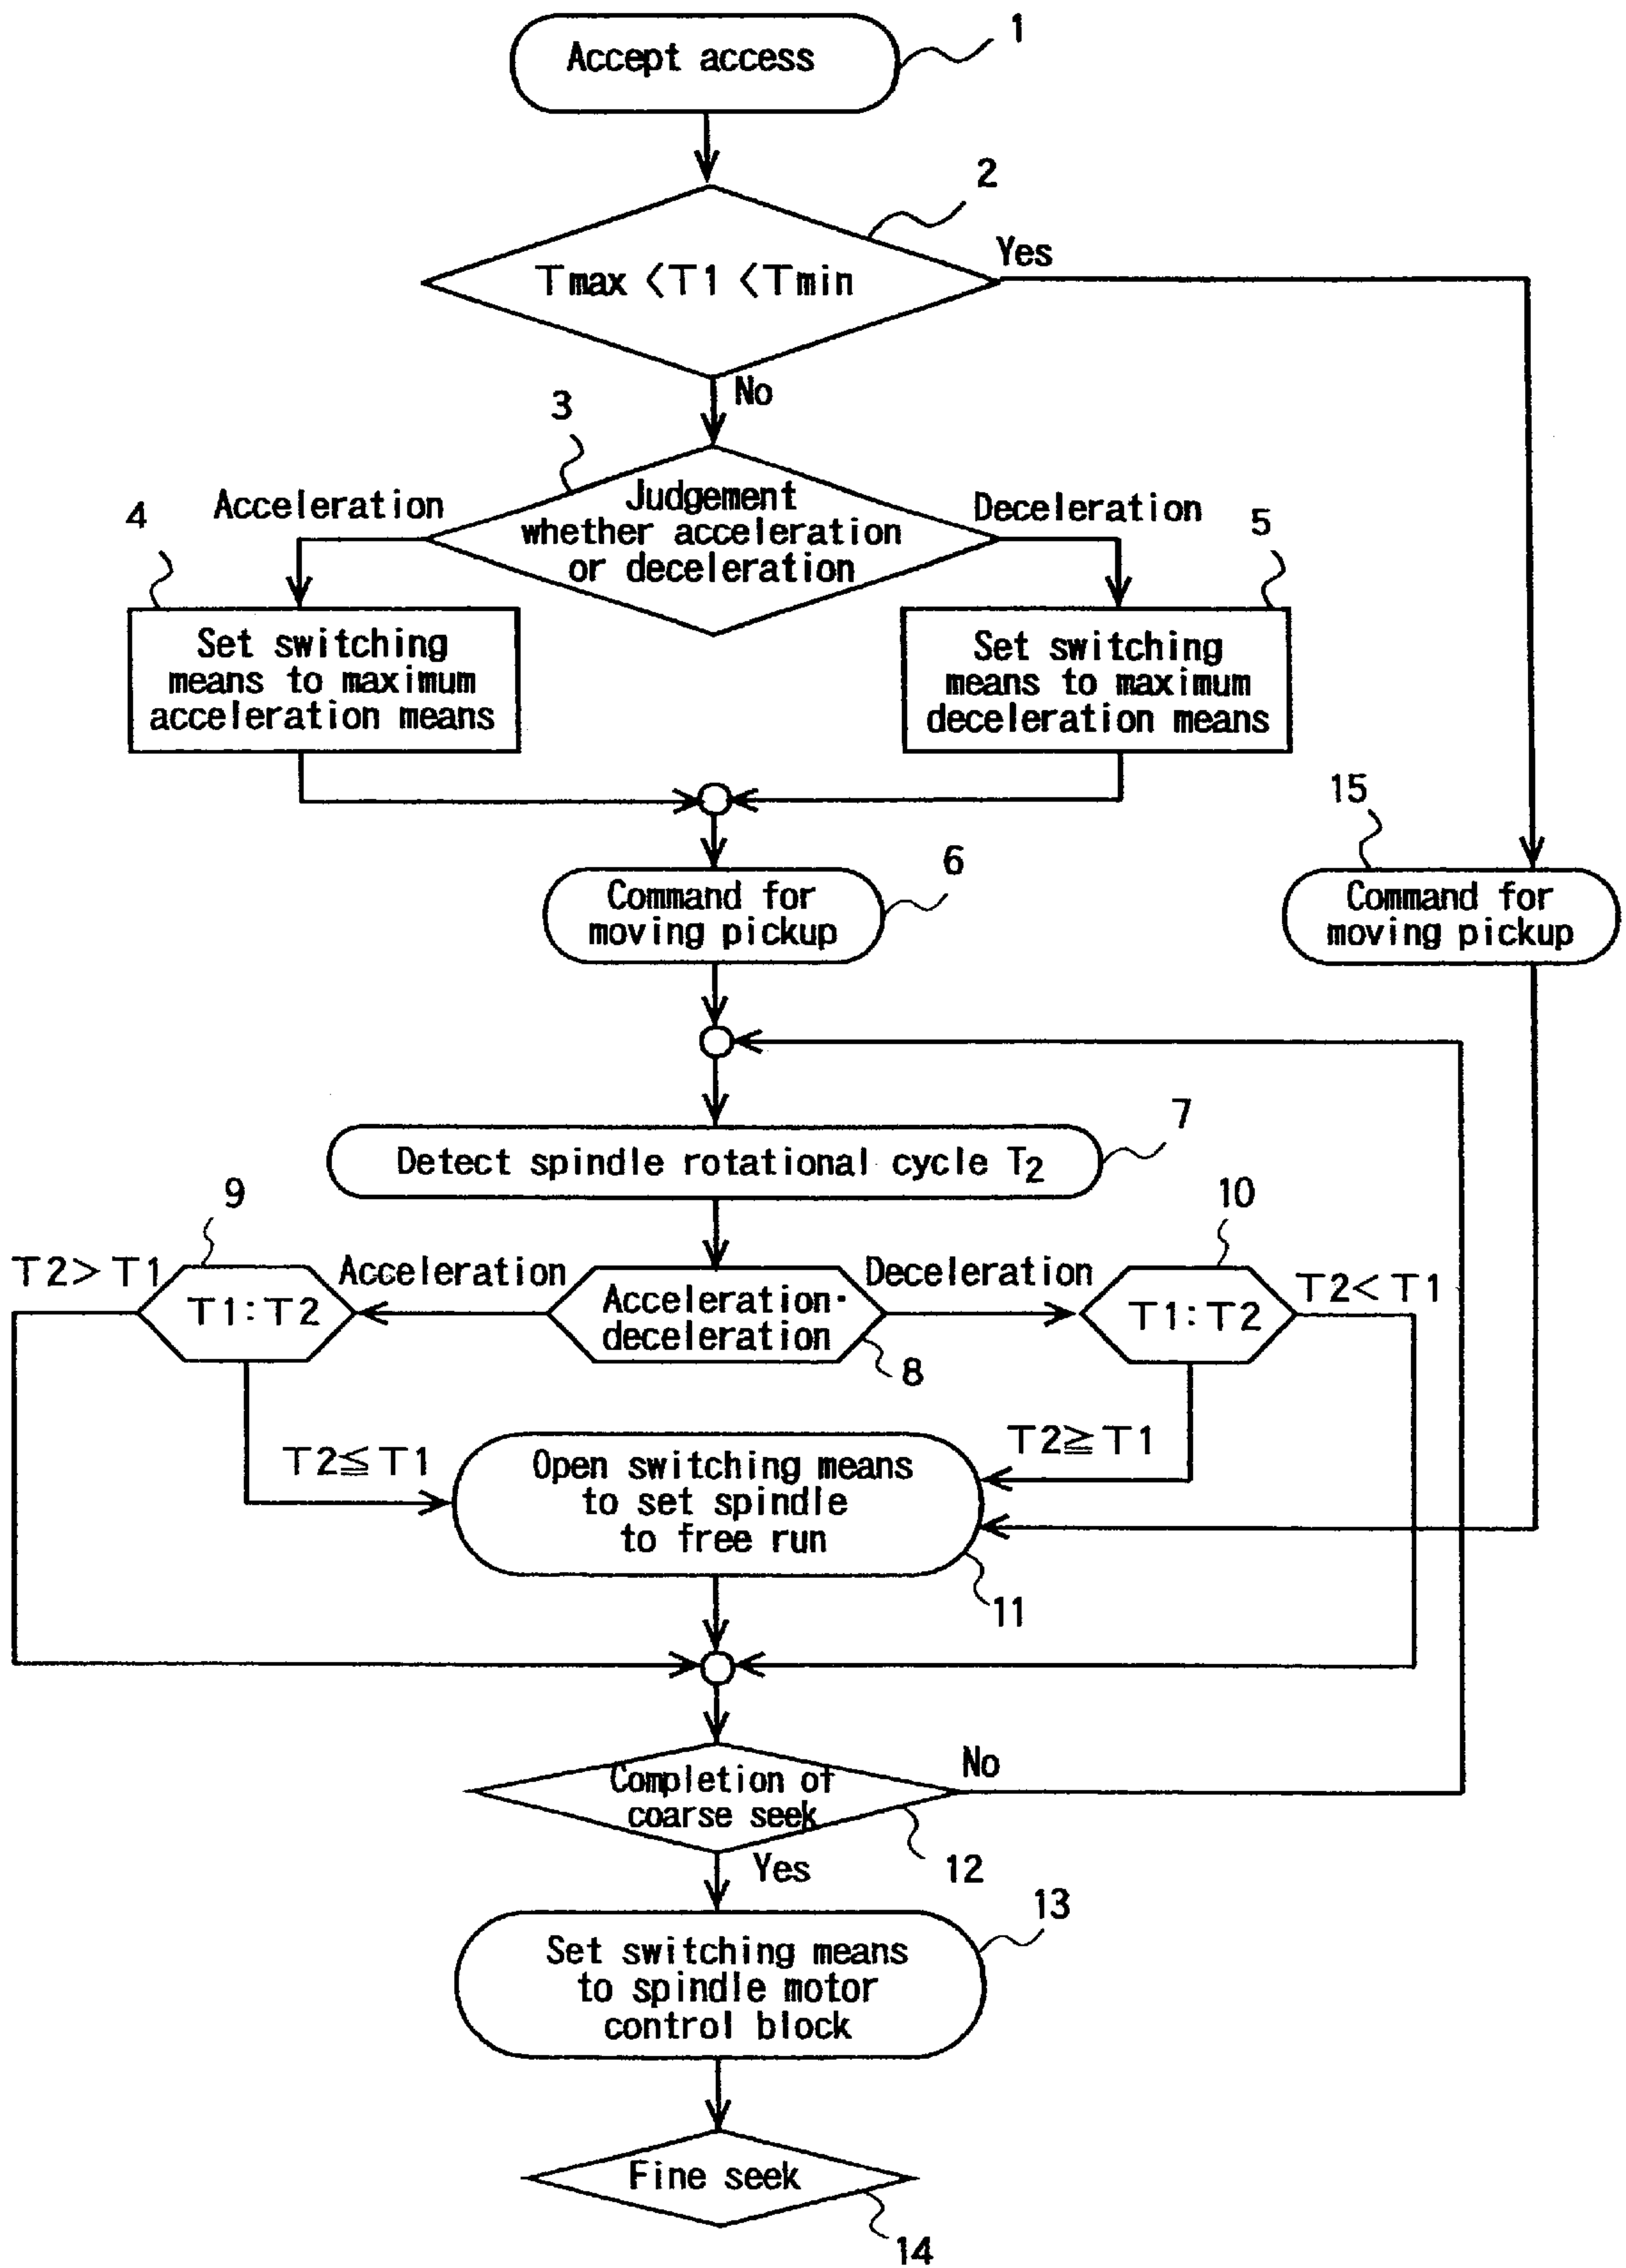 Accept access
1
2
Tmax <T1 <Tmin
Yes
No
3
Judgement
whether acceleration
or deceleration
Acceleration
Deceleration
4
5
Set switching
means to maximum
acceleration means
Set switching
means to maximum
deceleration means
15
6
Command for
moving pickup
Command for
moving pickup
7
Detect spindle rotational cycle T2
9
10
T2> T1
T1:T2
Acceleration
Acceleration·
deceleration
8
Deceleration
T1:T2
T2< T1
T2≦ T1
T2≧ T1
Open switching means
to set spindle
to free run
11
Completion of
coarse seek
No
12
Yes
13
Set switching means
to spindle motor
control block
Fine seek
14